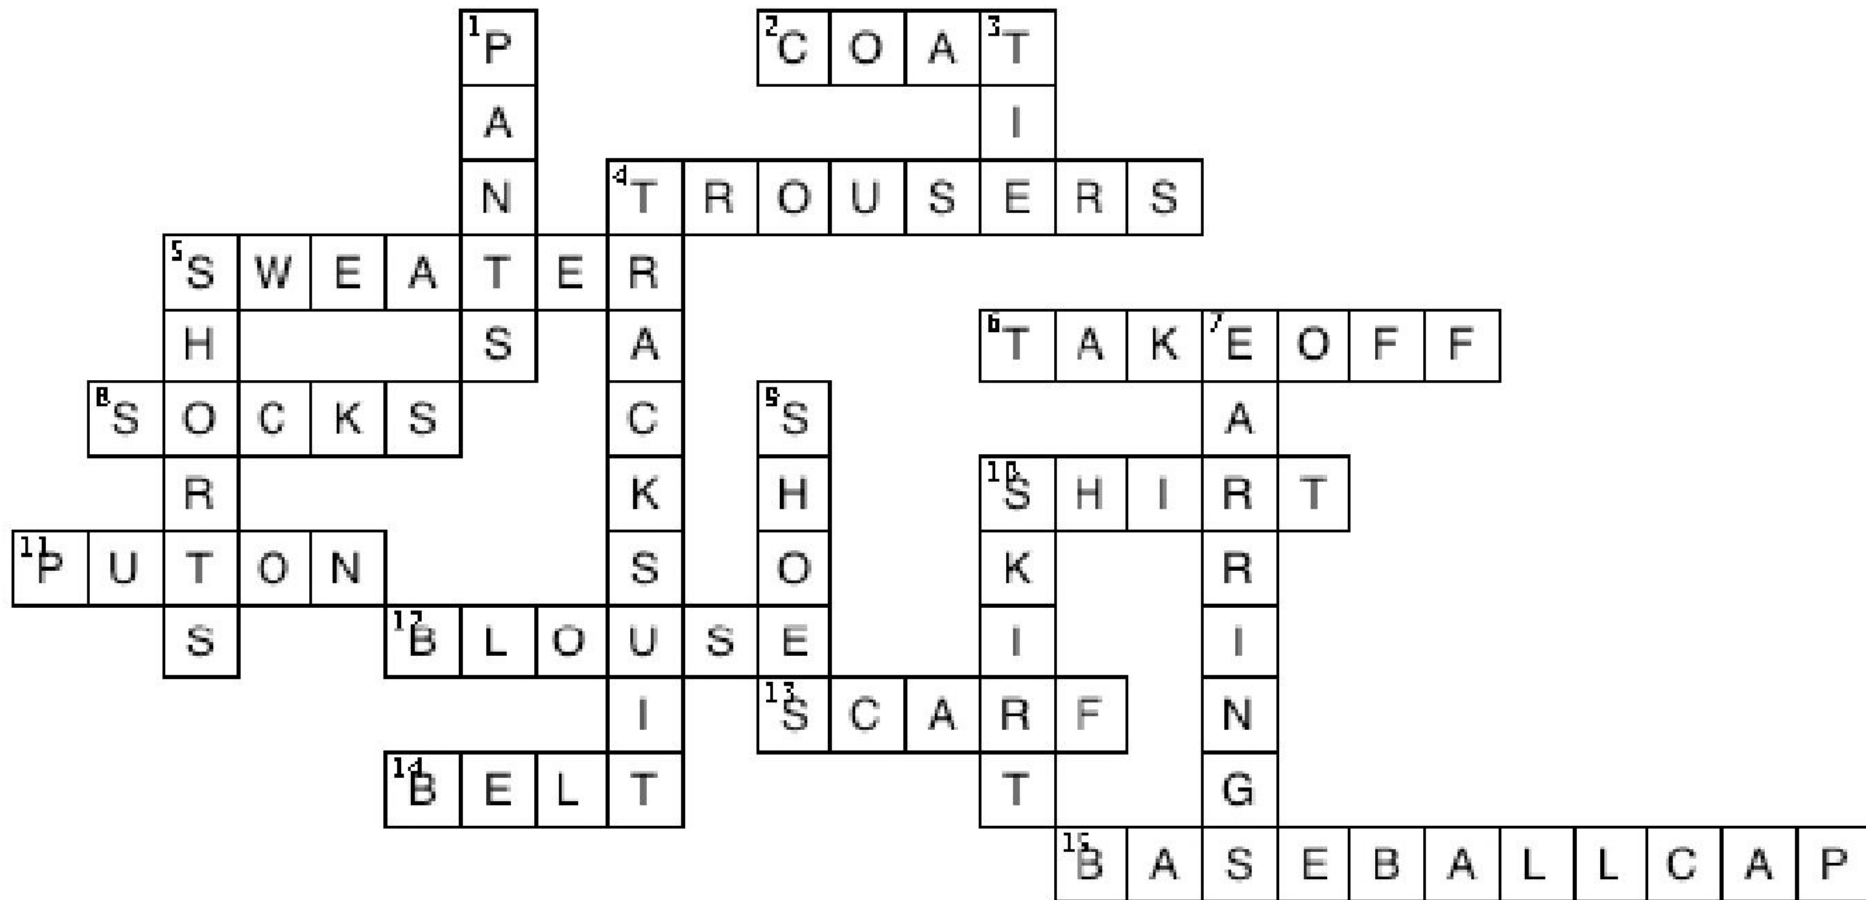 1 P 2 C O A 3 T
A I
N 4 T R O U S E R S
5 S W E A T E R
H S A 6 T A K 7 E O F F
8 S O C K S C 9 S A
R K H 10 S H I R T
11 P U T O N S O K R
S 12 B L O U S E I I
I 13 S C A R F N
14 B E L T T G
15 B A S E B A L L C A P